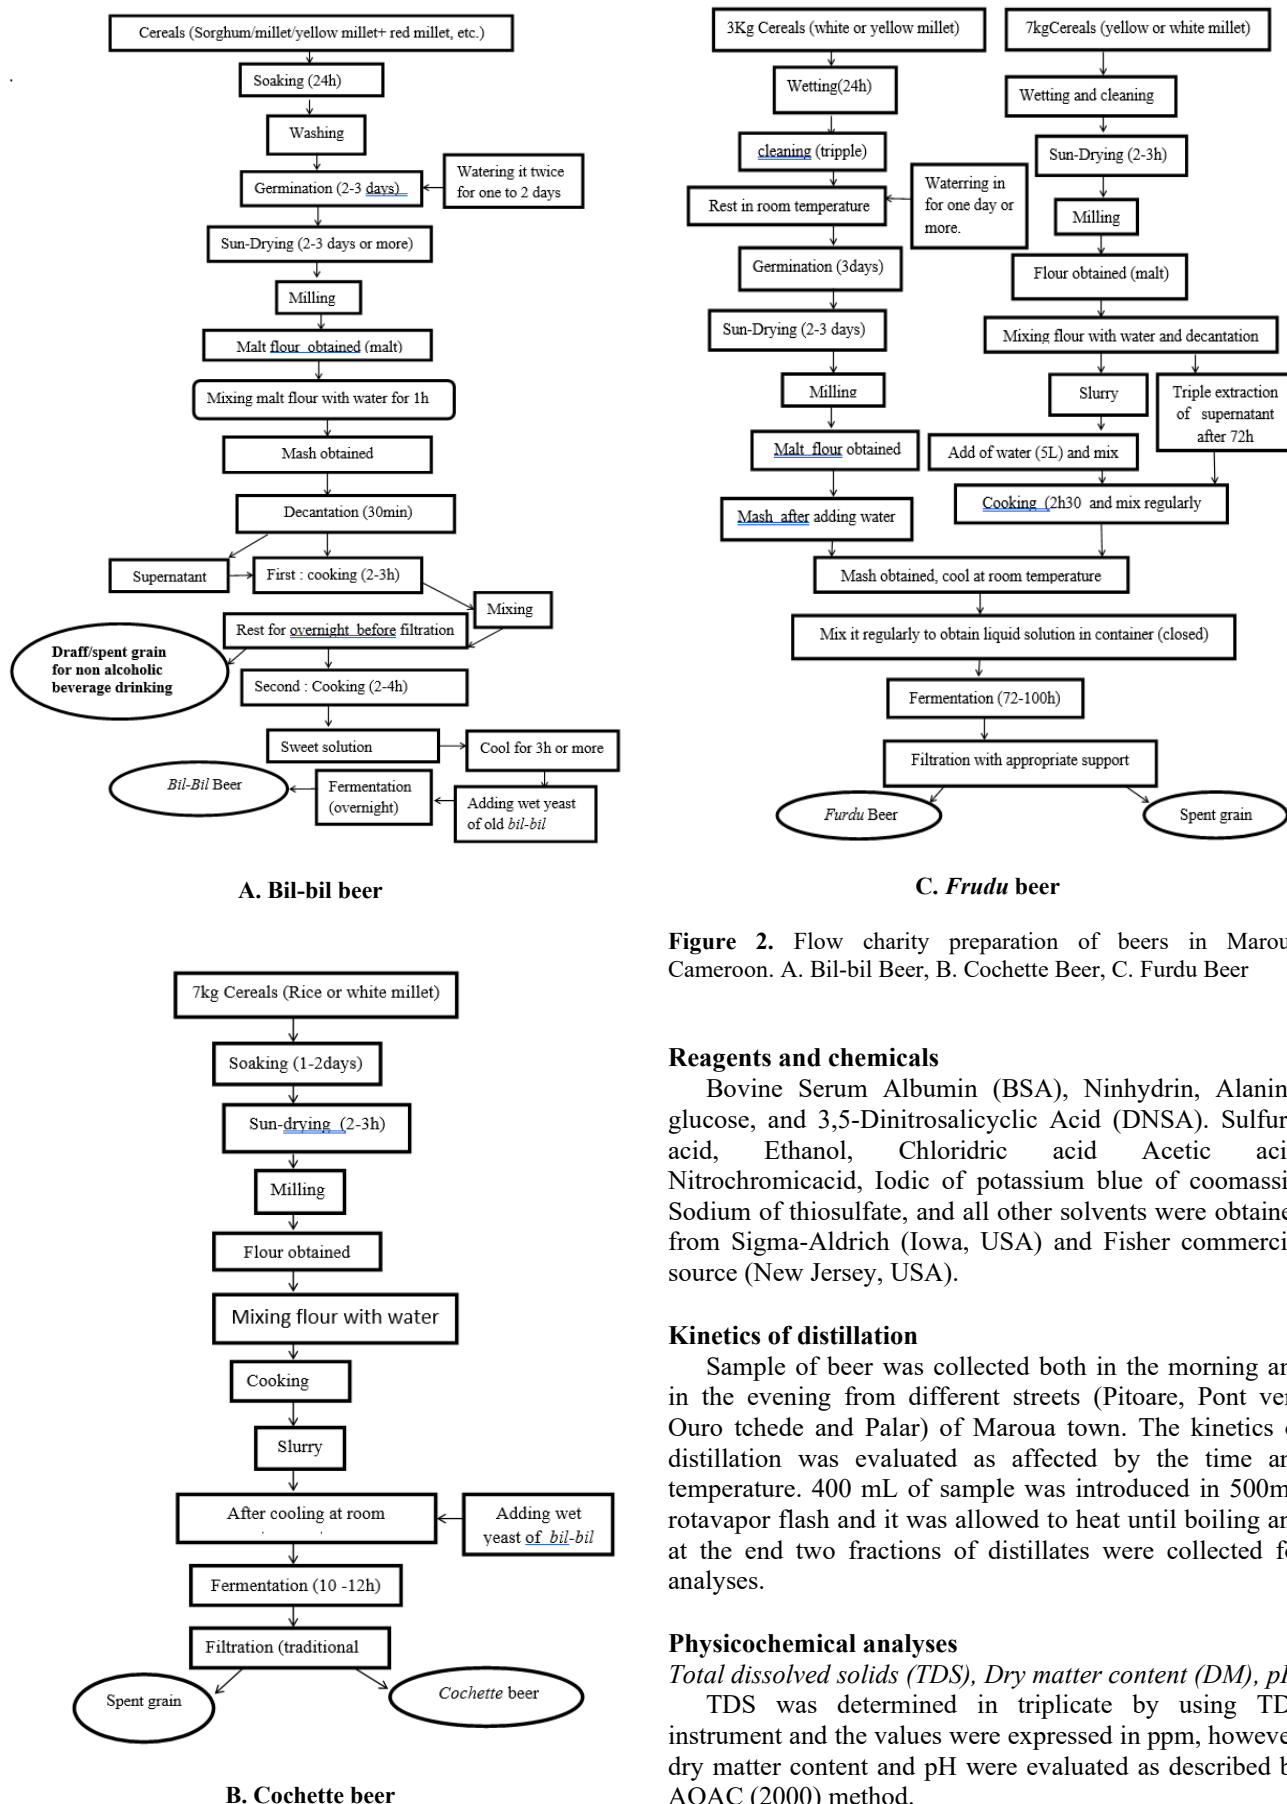 Cereals (Sorghum/millet/yellow millet+ red millet, etc.)
Soaking (24h)
Washing
Germination (2-3 days)
Watering it twice
for one to 2 days
Sun-Drying (2-3 days or more)
Milling
Malt flour obtained (malt)
Mixing malt flour with water for 1h
Mash obtained
Decantation (30min)
Supernatant
First : cooking (2-3h)
Mixing
Rest for overnight before filtration
Draff/spent grain
for non alcoholic
beverage drinking
Second : Cooking (2-4h)
Sweet solution
Cool for 3h or more
Adding wet yeast
of old bil-bil
Fermentation
(overnight)
Bil-Bil Beer
A. Bil-bil beer
7kg Cereals (Rice or white millet)
Soaking (1-2days)
Sun-drying (2-3h)
Milling
Flour obtained
Mixing flour with water
Cooking
Slurry
After cooling at room
Adding wet
yeast of bil-bil
Fermentation (10 -12h)
Filtration (traditional
Spent grain
Cochette beer
B. Cochette beer
3Kg Cereals (white or yellow millet)
Wetting(24h)
cleaning (tripple)
Rest in room temperature
Waterring in
for one day or
more.
Germination (3days)
Sun-Drying (2-3 days)
Milling
Malt flour obtained
Mash after adding water
7kgCereals (yellow or white millet)
Wetting and cleaning
Sun-Drying (2-3h)
Milling
Flour obtained (malt)
Mixing flour with water and decantation
Slurry
Triple extraction
of supernatant
after 72h
Add of water (5L) and mix
Cooking (2h30 and mix regularly
Mash obtained, cool at room temperature
Mix it regularly to obtain liquid solution in container (closed)
Fermentation (72-100h)
Filtration with appropriate support
Furdu Beer
Spent grain
C. Frudu beer
Figure 2. Flow charity preparation of beers in Marou
Cameroon. A. Bil-bil Beer, B. Cochette Beer, C. Furdu Beer
Reagents and chemicals
Bovine Serum Albumin (BSA), Ninhydrin, Alanin
glucose, and 3,5-Dinitrosalicyclic Acid (DNSA). Sulfur
acid, Ethanol, Chloridric acid Acetic aci
Nitrochromicacid, Iodic of potassium blue of coomassi
Sodium of thiosulfate, and all other solvents were obtaine
from Sigma-Aldrich (Iowa, USA) and Fisher commerci
source (New Jersey, USA).
Kinetics of distillation
Sample of beer was collected both in the morning an
in the evening from different streets (Pitoare, Pont ver
Ouro tchede and Palar) of Maroua town. The kinetics
distillation was evaluated as affected by the time an
temperature. 400 mL of sample was introduced in 500m
rotavapor flash and it was allowed to heat until boiling an
at the end two fractions of distillates were collected f
analyses.
Physicochemical analyses
Total dissolved solids (TDS), Dry matter content (DM), p
TDS was determined in triplicate by using TD
instrument and the values were expressed in ppm, howeve
dry matter content and pH were evaluated as described b
AOAC (2000) method.